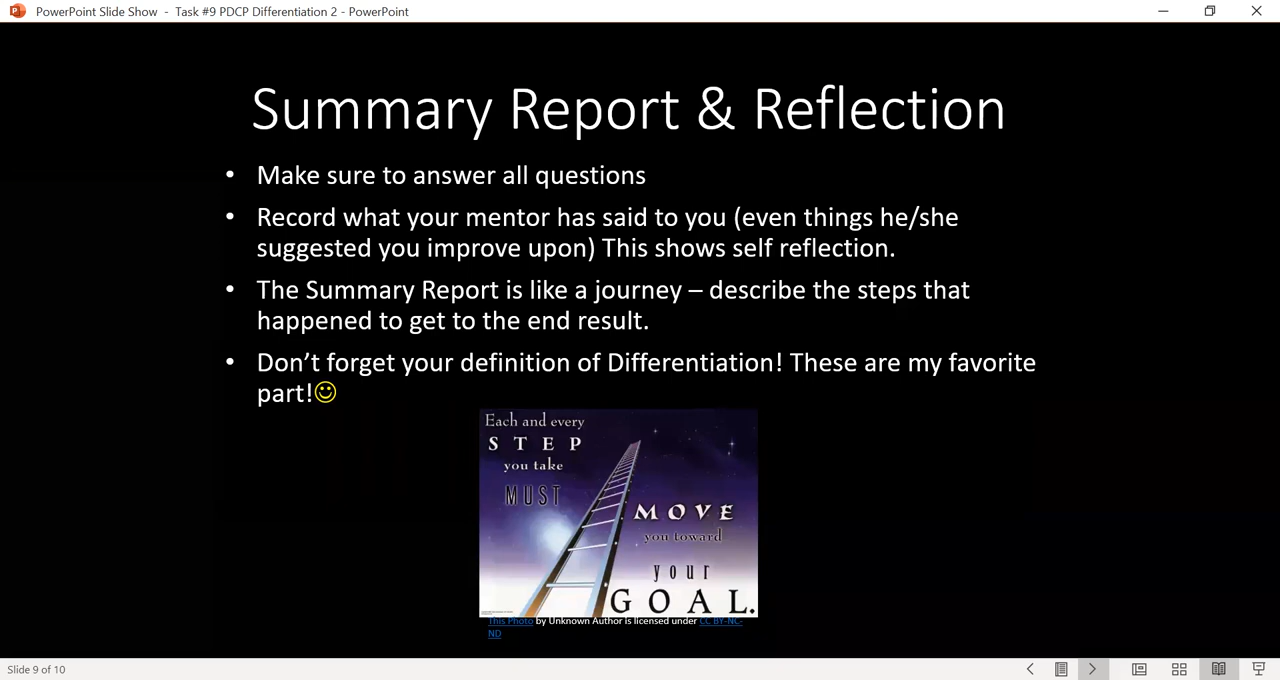 PowerPoint Slide Show - Task #9 PDCP Differentiation 2 - PowerPoint
Summary Report & Reflection
• Make sure to answer all questions
• Record what your mentor has said to you (even things he/she
suggested you improve upon) This shows self reflection.
• The Summary Report is like a journey – describe the steps that
happened to get to the end result.
• Don’t forget your definition of Differentiation! These are my favorite
part!☺
Each and every
STEP
you take
MUST
MOVE
you toward
your
GOAL.
This Photo by Unknown Author is licensed under CC BY-NC-
ND
Slide 9 of 10